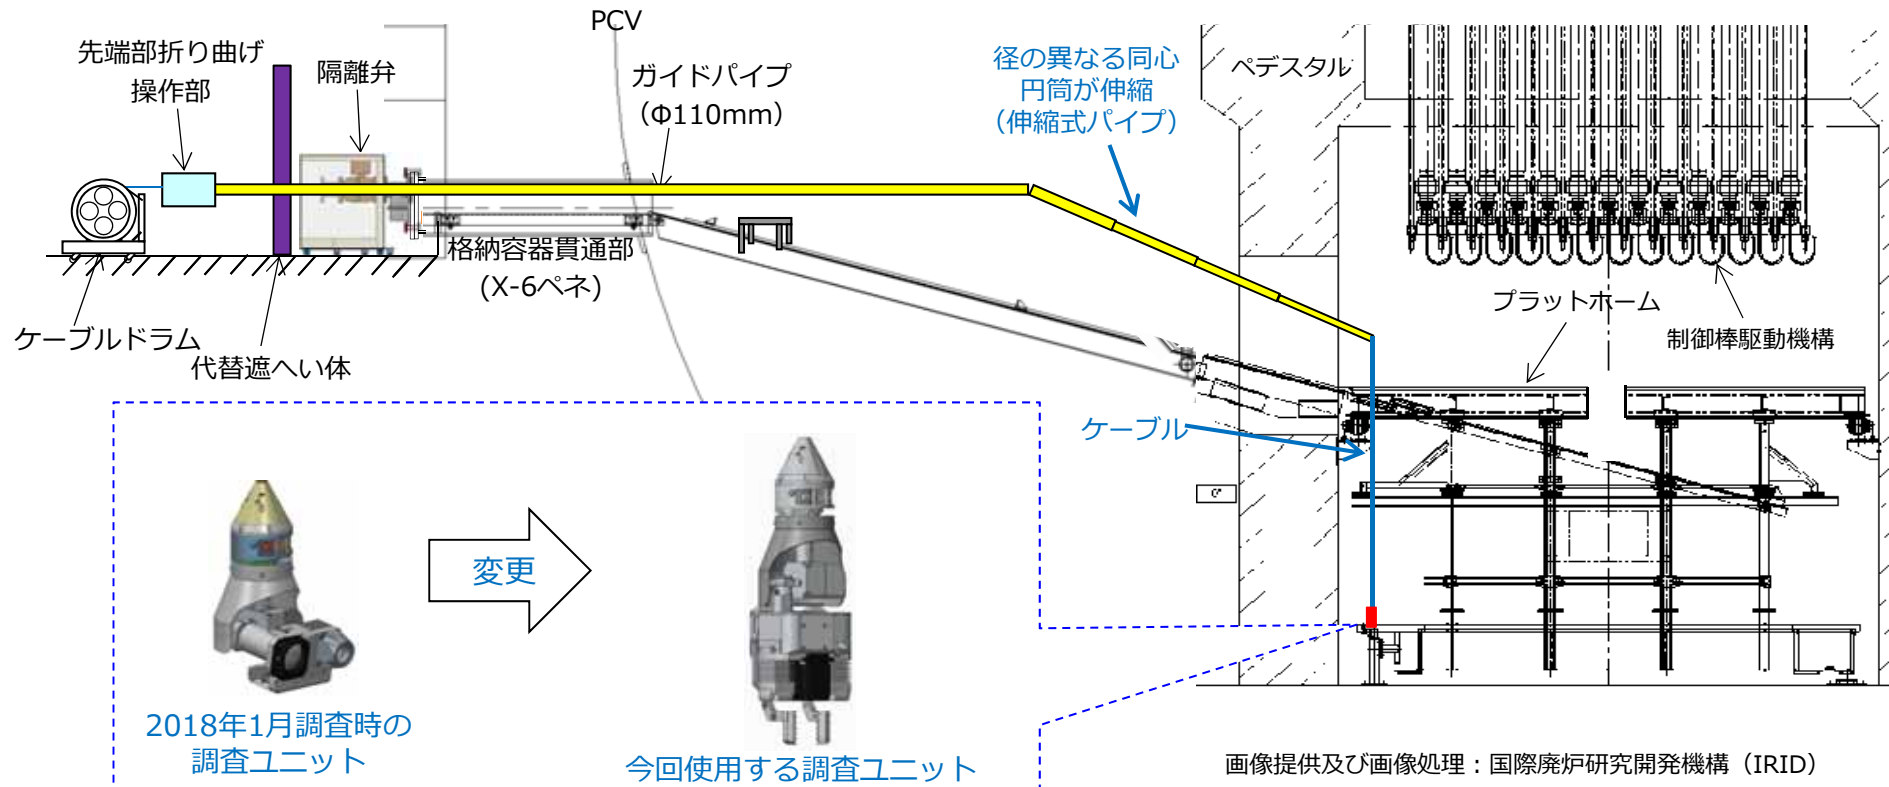 PCV
先端部折り曲げ
操作部
隔離弁
ガイドパイプ
（Φ110mm）
径の異なる同心
円筒が伸縮
（伸縮式パイプ）
ペデスタル
格納容器貫通部
(X-6ペネ)
プラットホーム
制御棒駆動機構
ケーブルドラム
代替遮へい体
ケーブル
変更
2018年1月調査時の
調査ユニット
今回使用する調査ユニット
画像提供及び画像処理：国際廃炉研究開発機構（IRID）